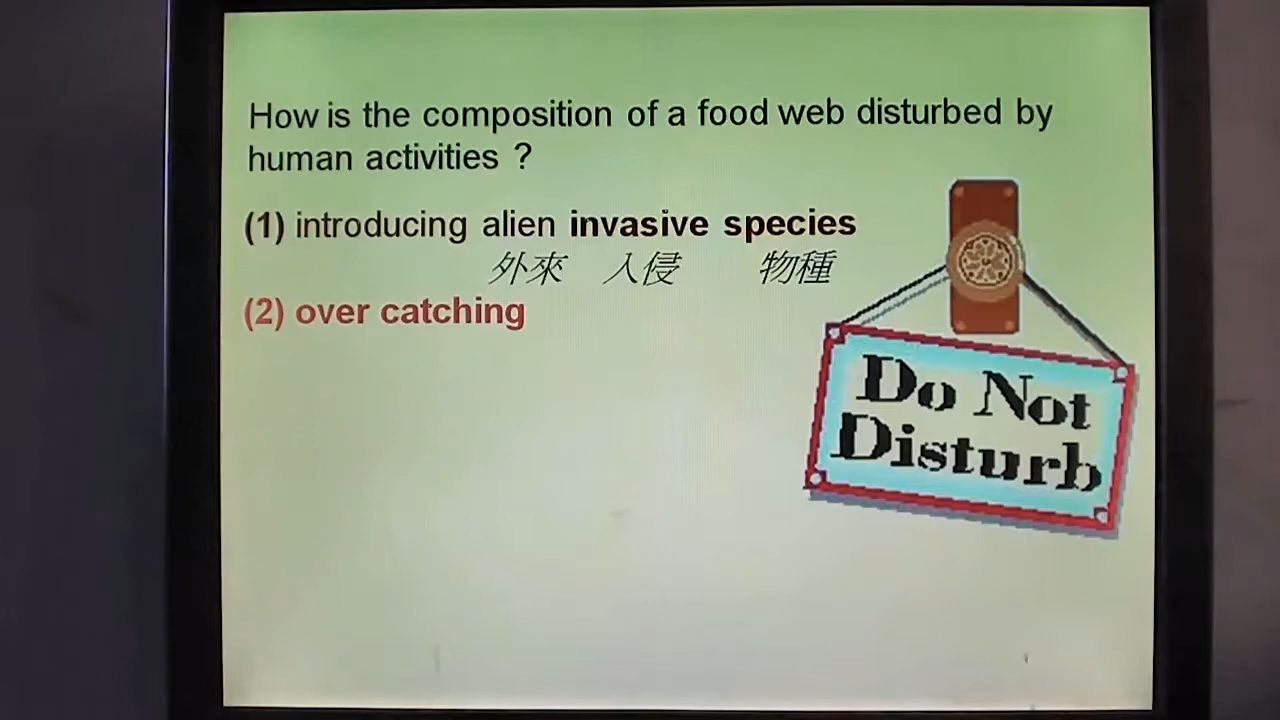 How is the composition of a food web disturbed by
human activities ?
(1) introducing alien invasive species
外來 入侵 物種
(2) over catching
Do Not
Disturb